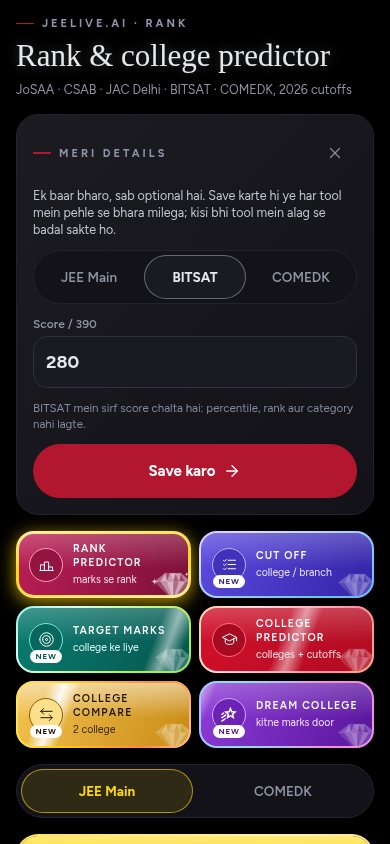 JEELIVE.AI · RANK
Rank & college predictor
JoSAA · CSAB · JAC Delhi · BITSAT · COMEDK, 2026 cutoffs
MERI DETAILS
Ek baar bharo, sab optional hai. Save karte hi ye har tool
mein pehle se bhara milega; kisi bhi tool mein alag se
badal sakte ho.
JEE Main
BITSAT
COMEDK
Score / 390
280
BITSAT mein sirf score chalta hai: percentile, rank aur category
nahi lagte.
Save karo →
RANK
PREDICTOR
marks se rank
CUT OFF
college / branch
NEW
TARGET MARKS
college ke liye
NEW
COLLEGE
PREDICTOR
colleges + cutoffs
COLLEGE
COMPARE
2 college
NEW
DREAM COLLEGE
kitne marks door
NEW
JEE Main
COMEDK